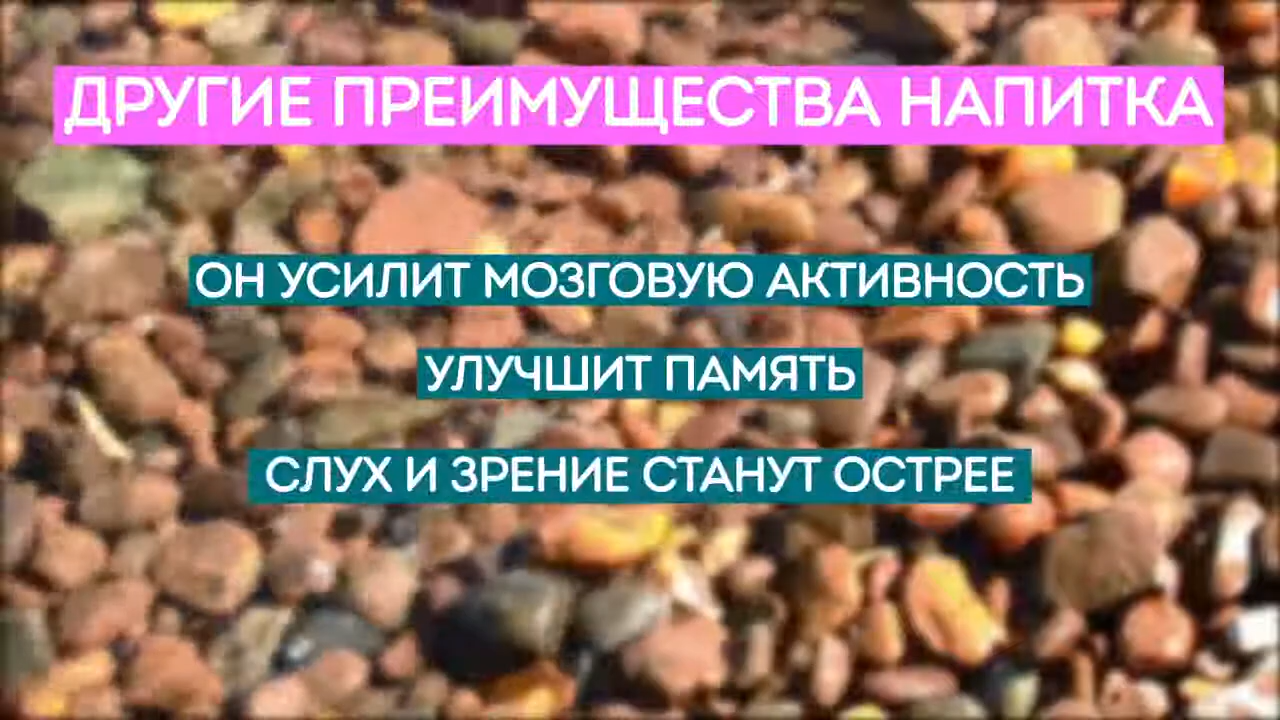 ДРУГИЕ ПРЕИМУЩЕСТВА НАПИТКА
ОН УСИЛИТ МОЗГОВУЮ АКТИВНОСТЬ
УЛУЧШИТ ПАМЯТЬ
СЛУХ И ЗРЕНИЕ СТАНУТ ОСТРЕЕ